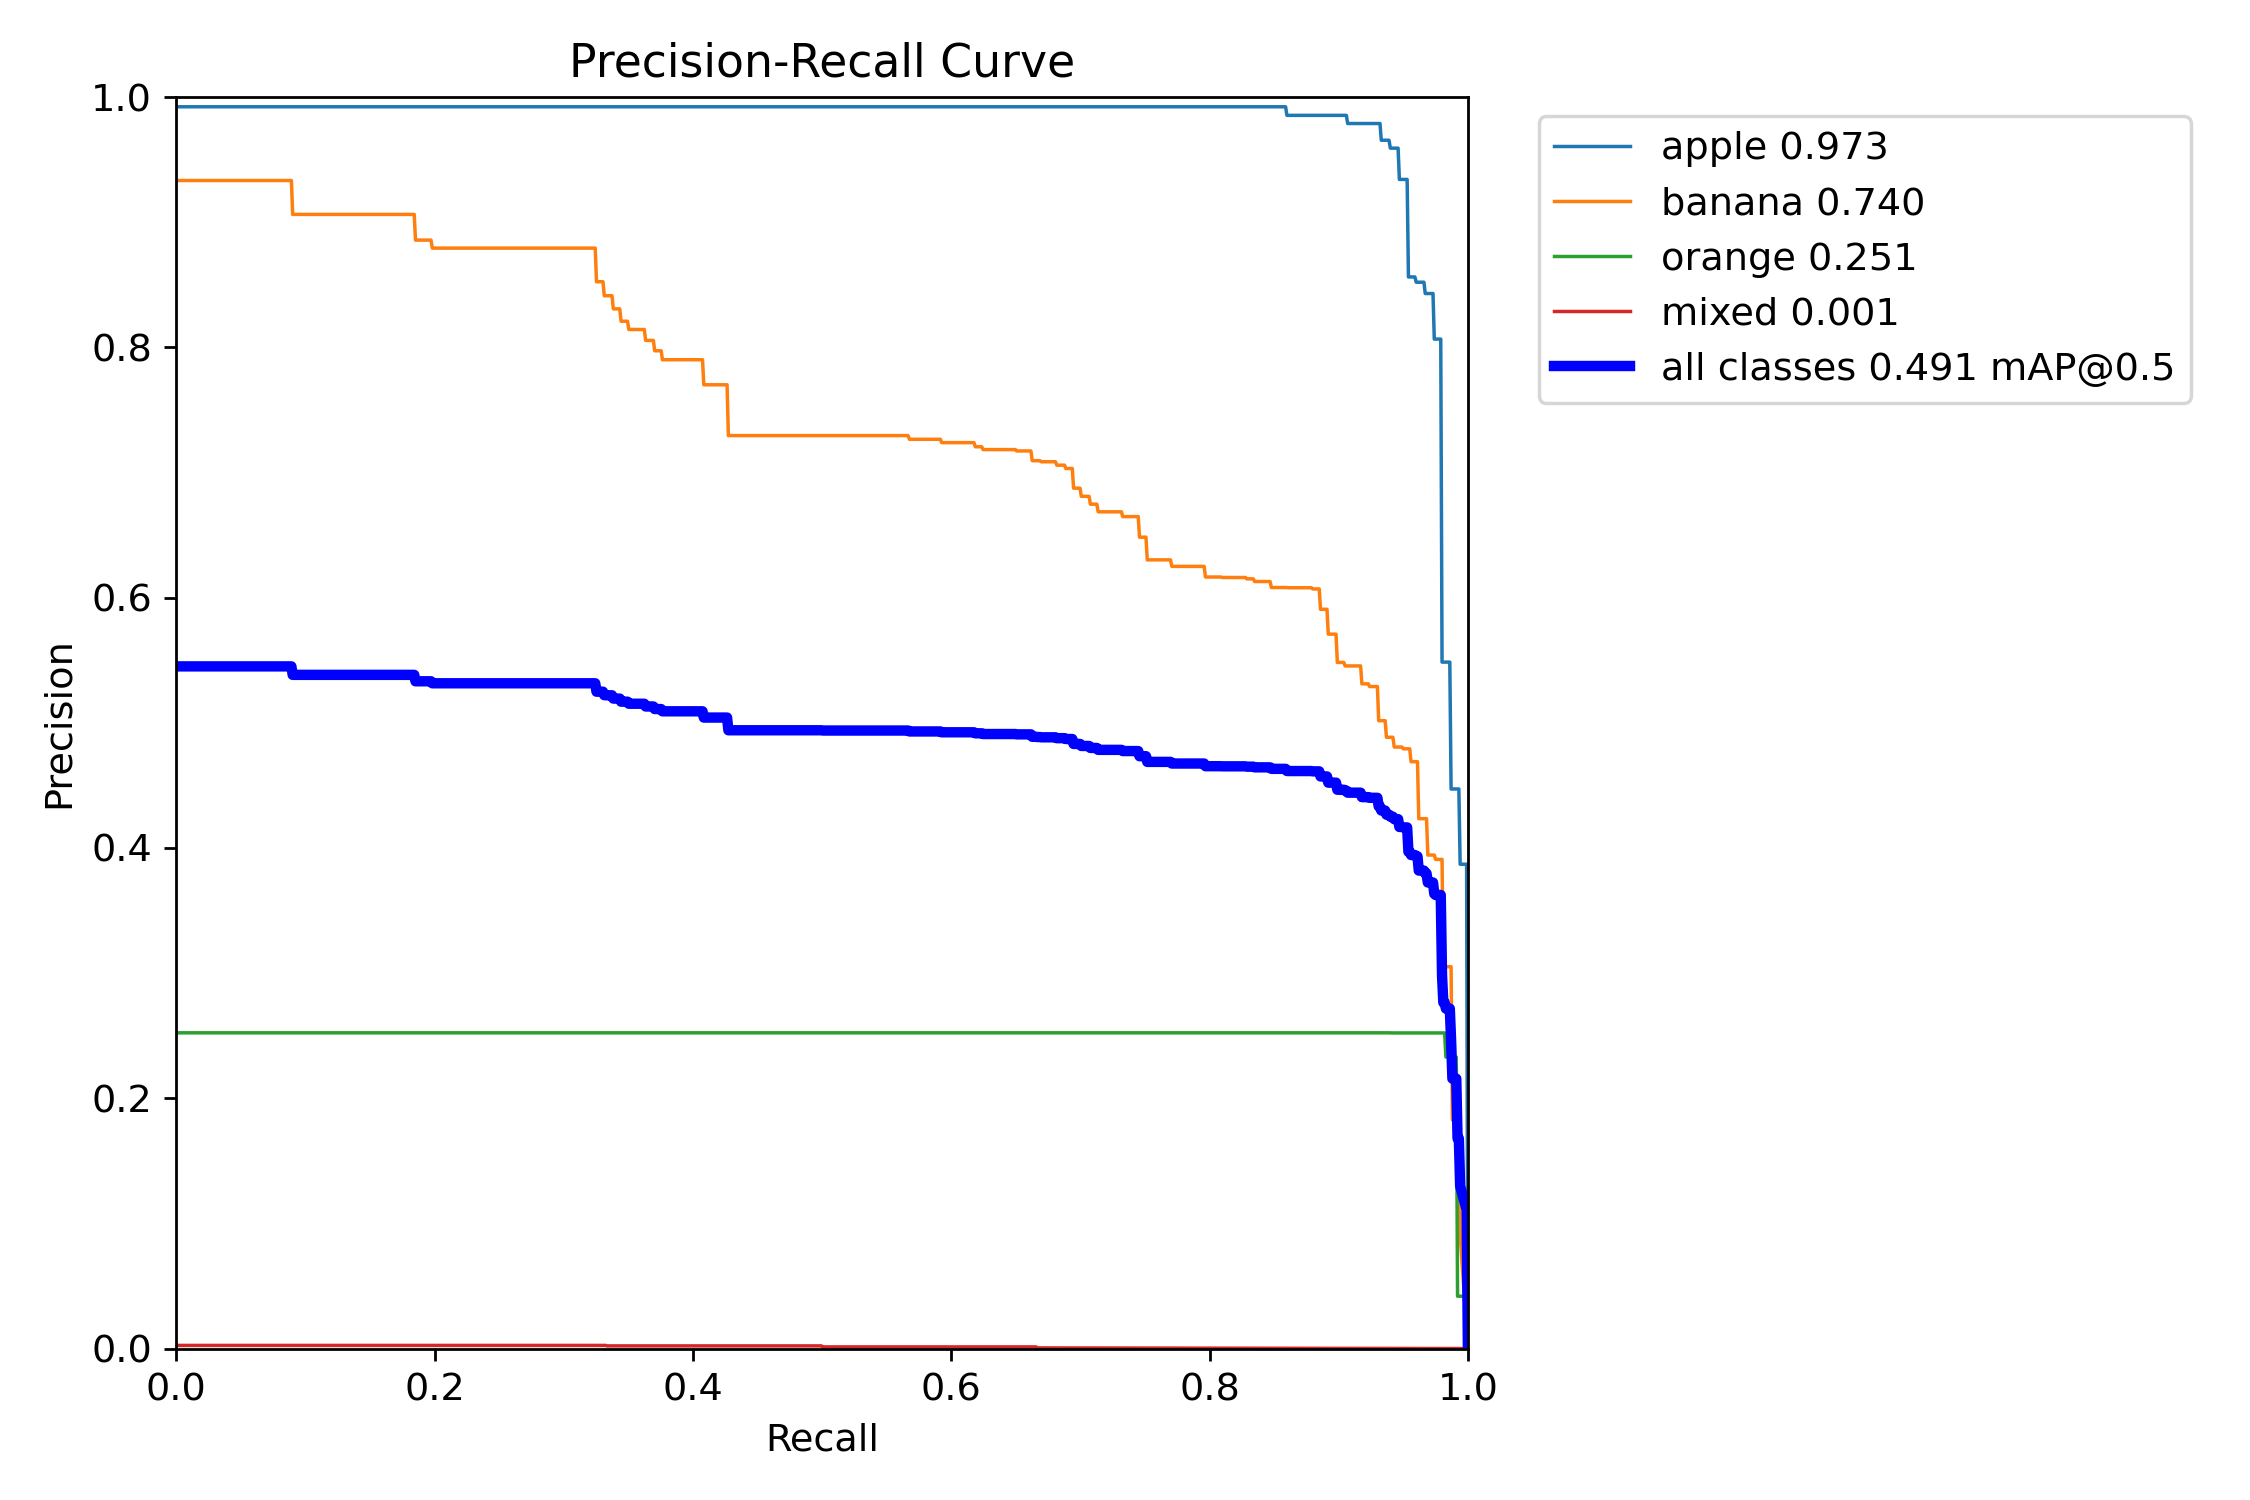 Precision-Recall Curve
1.0
0.8
0.6
0.4
0.2
0.0
Precision
0.0 0.2 0.4 0.6 0.8 1.0
Recall
apple 0.973
banana 0.740
orange 0.251
mixed 0.001
all classes 0.491 mAP@0.5